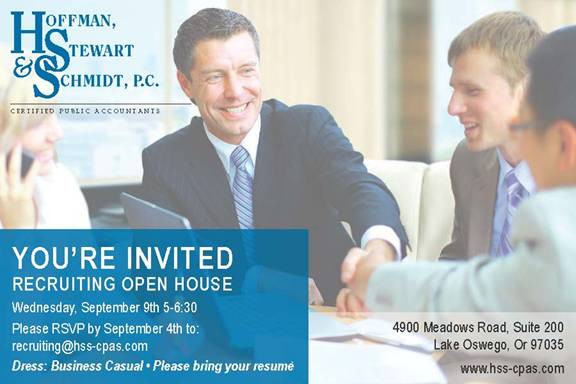 HOFFMAN,
STEWART
& SCHMIDT, P.C.
CERTIFIED PUBLIC ACCOUNTANTS
YOU'RE INVITED
RECRUITING OPEN HOUSE
Wednesday, September 9th 5-6:30
Please RSVP by September 4th to:
recruiting@hss-cpas.com
Dress: Business Casual • Please bring your resumé
4900 Meadows Road, Suite 200
Lake Oswego, Or 97035
www.hss-cpas.com